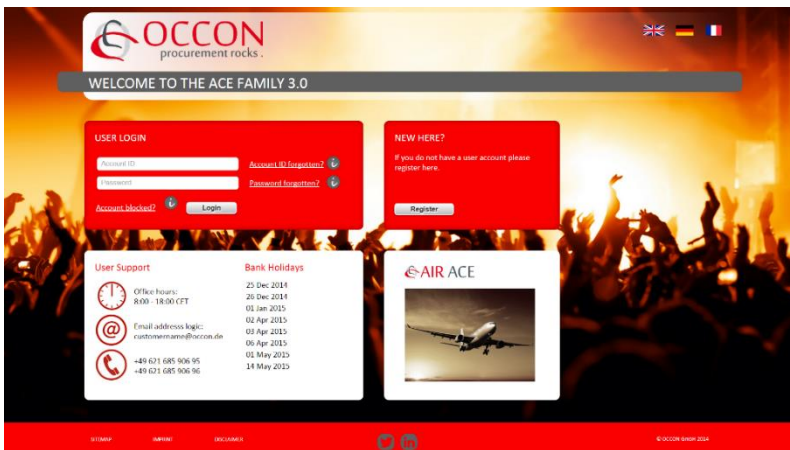 OCCON
procurement rocks .
WELCOME TO THE ACE FAMILY 3.0
USER LOGIN
Account ID
Account ID forgotten?
Password
Password forgotten?
Account blocked?
Login
NEW HERE?
If you do not have a user account please
register here.
Register
User Support
Office hours:
8:00 - 18:00 CET
Email addresss logic:
customername@occon.de
+49 621 685 906 95
+49 621 685 906 96
Bank Holidays
25 Dec 2014
26 Dec 2014
01 Jan 2015
02 Apr 2015
03 Apr 2015
06 Apr 2015
01 May 2015
14 May 2015
AIR ACE
SITEMAP
IMPRINT
DISCLAIMER
© OCCON GmbH 2014